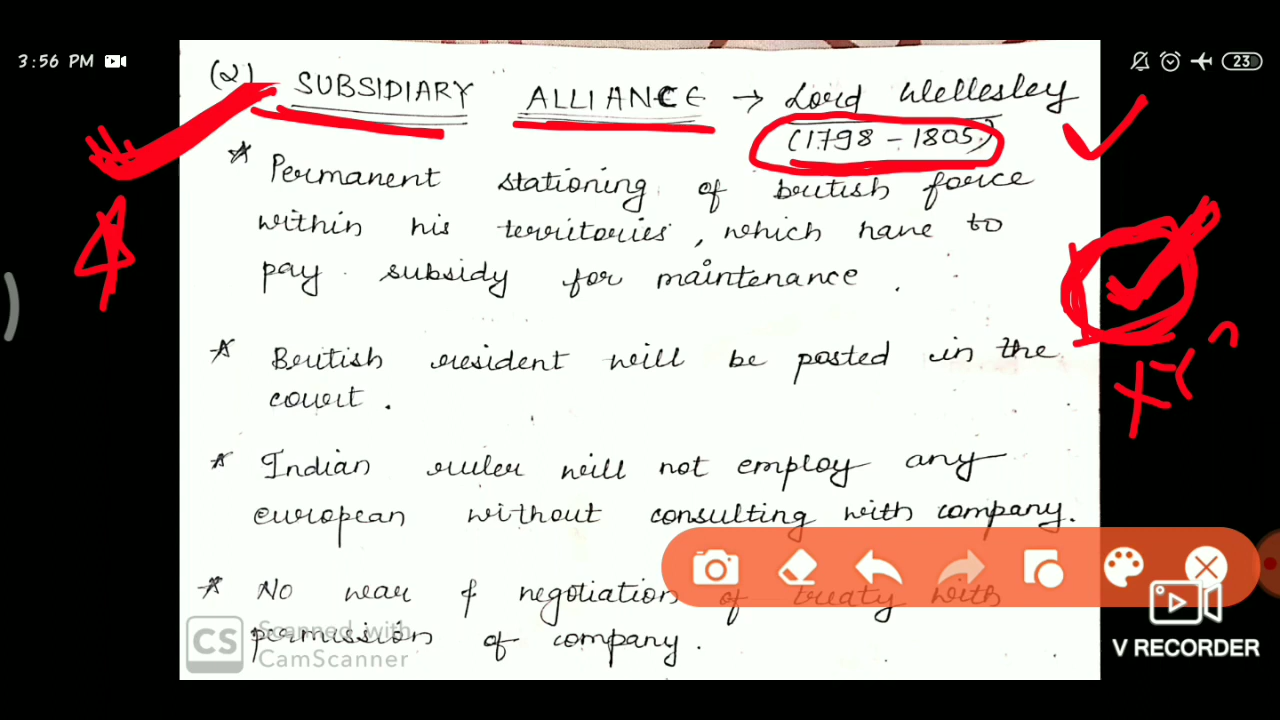 3:56 PM
23
(2) SUBSIDIARY ALLIANCE → Lord Wellesley
(1798 - 1805)
* Permanent stationing of british force
within his territories, which have to
pay subsidy for maintenance.
* British resident will be posted in the
court.
* Indian ruler will not employ any
european without consulting with company.
* No war & negotiation of treaty with
permission of company.
XY
CS Scanned with
CamScanner
V RECORDER